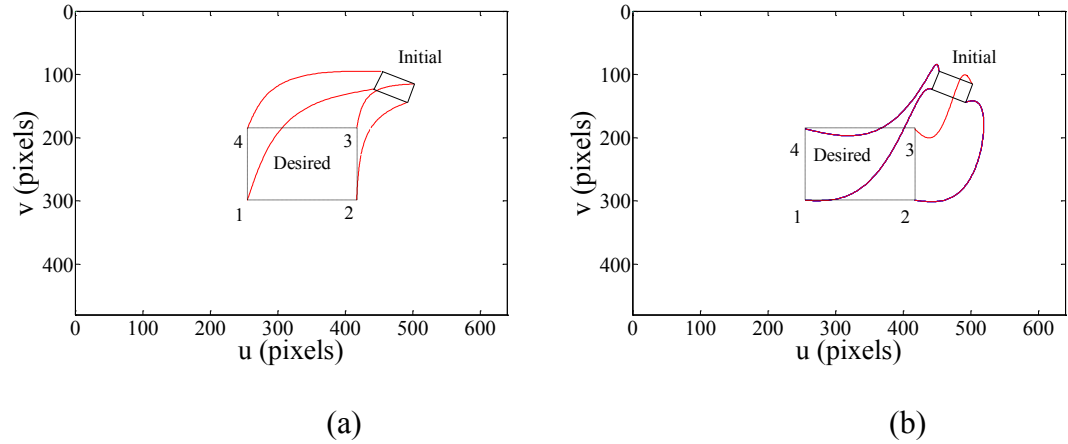 0
100
200
300
400
v (pixels)
0 100 200 300 400 500 600
u (pixels)
Initial
4 3
Desired
1 2
(a)
0
100
200
300
400
v (pixels)
0 100 200 300 400 500 600
u (pixels)
Initial
4 Desired 3
1 2
(b)